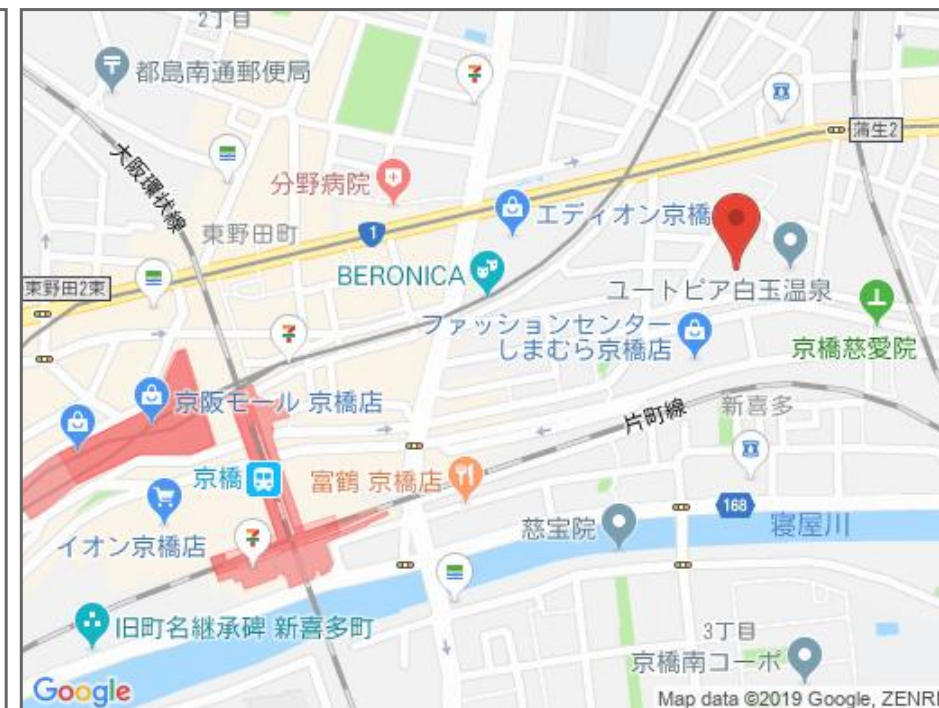 2丁目
都島南通郵便局
大阪環状線
蒲生2
分野病院
エディオン京橋
東野田町
1
BERONICA
ユートピア白玉温泉
東野田2東
ファッションセンター
しまむら京橋店
京橋慈愛院
京阪モール 京橋店
片町線
新喜多
京橋
富鶴 京橋店
168
慈宝院
寝屋川
イオン京橋店
旧町名継承碑 新喜多町
3丁目
京橋南コーポ
Google
Map data ©2019 Google, ZENRI